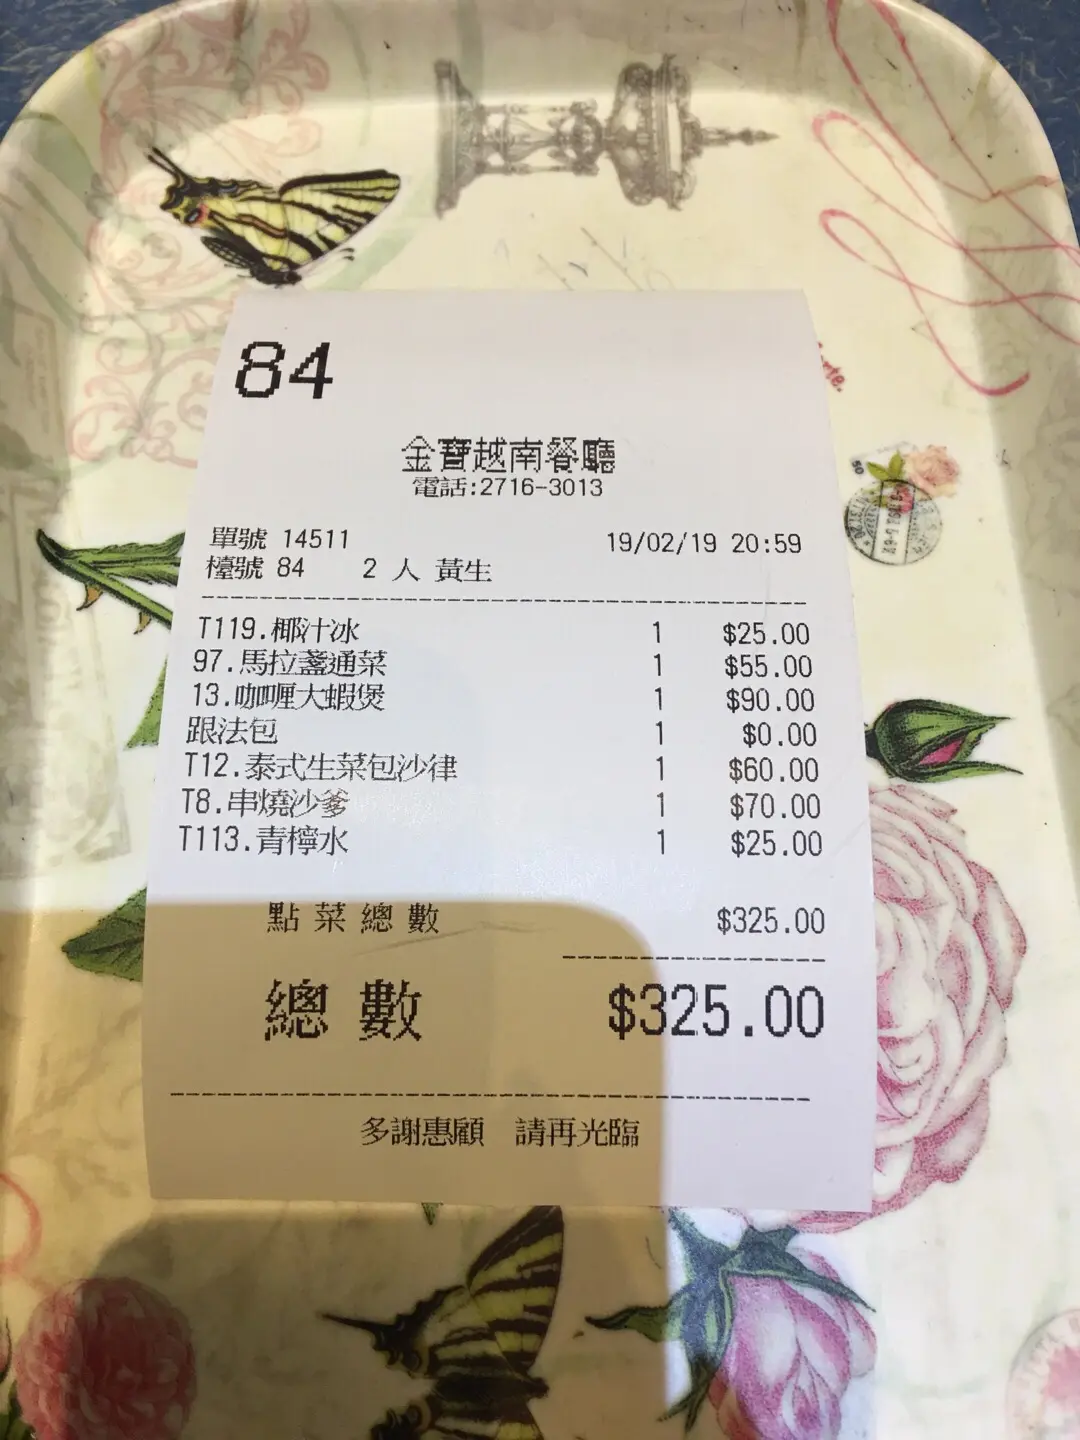 84
金寶越南餐廳
電話:2716-3013
單號 14511 19/02/19 20:59
檯號 84 2 人 黃生
T119.椰汁冰 1 $25.00
97.馬拉盞通菜 1 $55.00
13.咖喱大蝦煲 1 $90.00
跟法包 1 $0.00
T12.泰式生菜包沙律 1 $60.00
T8.串燒沙爹 1 $70.00
T113.青檸水 1 $25.00
點菜總數 $325.00
總數 $325.00
多謝惠顧 請再光臨